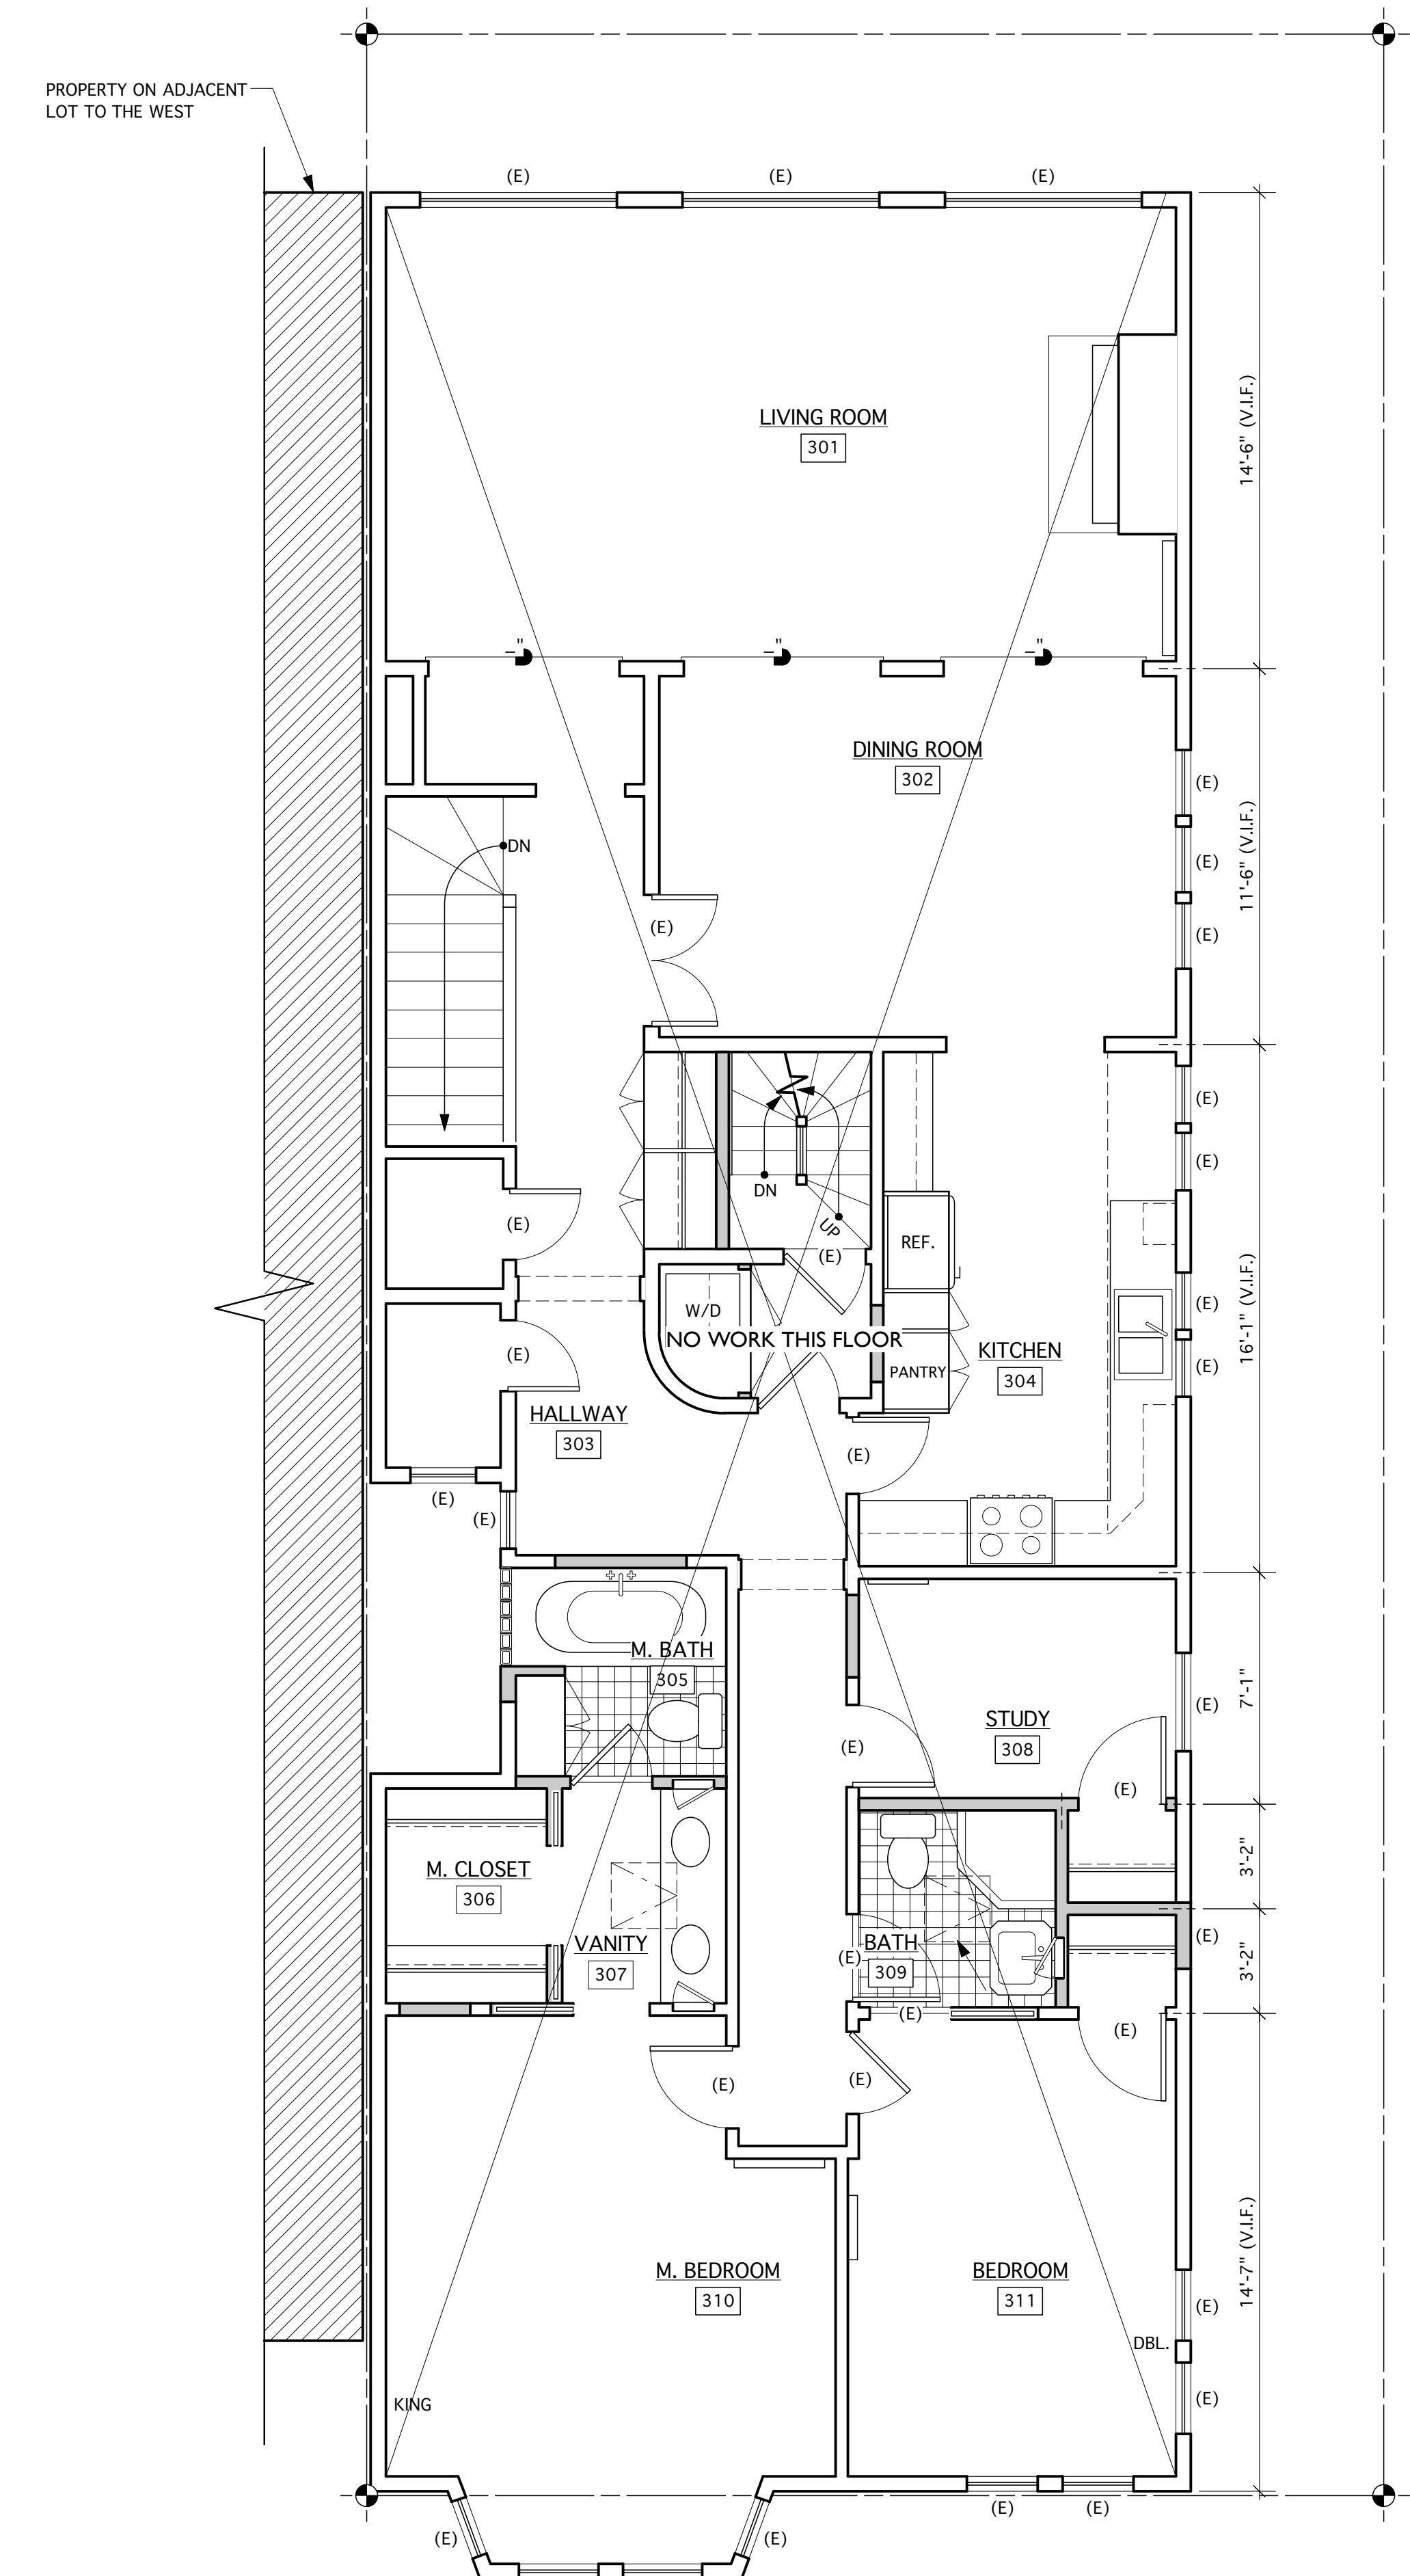 PROPERTY ON ADJACENT
LOT TO THE WEST
(E)
(E)
(E)
LIVING ROOM
301
14'-6" (V.I.F.)
–"
–"
–"
DINING ROOM
302
(E)
(E)
(E)
11'-6" (V.I.F.)
DN
(E)
(E)
(E)
DN
UP
(E)
REF.
(E)
W/D
NO WORK THIS FLOOR
(E)
(E)
16'-1" (V.I.F.)
(E)
PANTRY
KITCHEN
304
HALLWAY
303
(E)
(E)
(E)
M. BATH
305
STUDY
308
(E)
(E)
7'-1"
(E)
M. CLOSET
306
3'-2"
VANITY
307
(E)
BATH
309
(E)
3'-2"
(E)
(E)
(E)
(E)
M. BEDROOM
310
BEDROOM
311
14'-7" (V.I.F.)
(E)
DBL.
KING
(E)
(E)
(E)
(E)
(E)